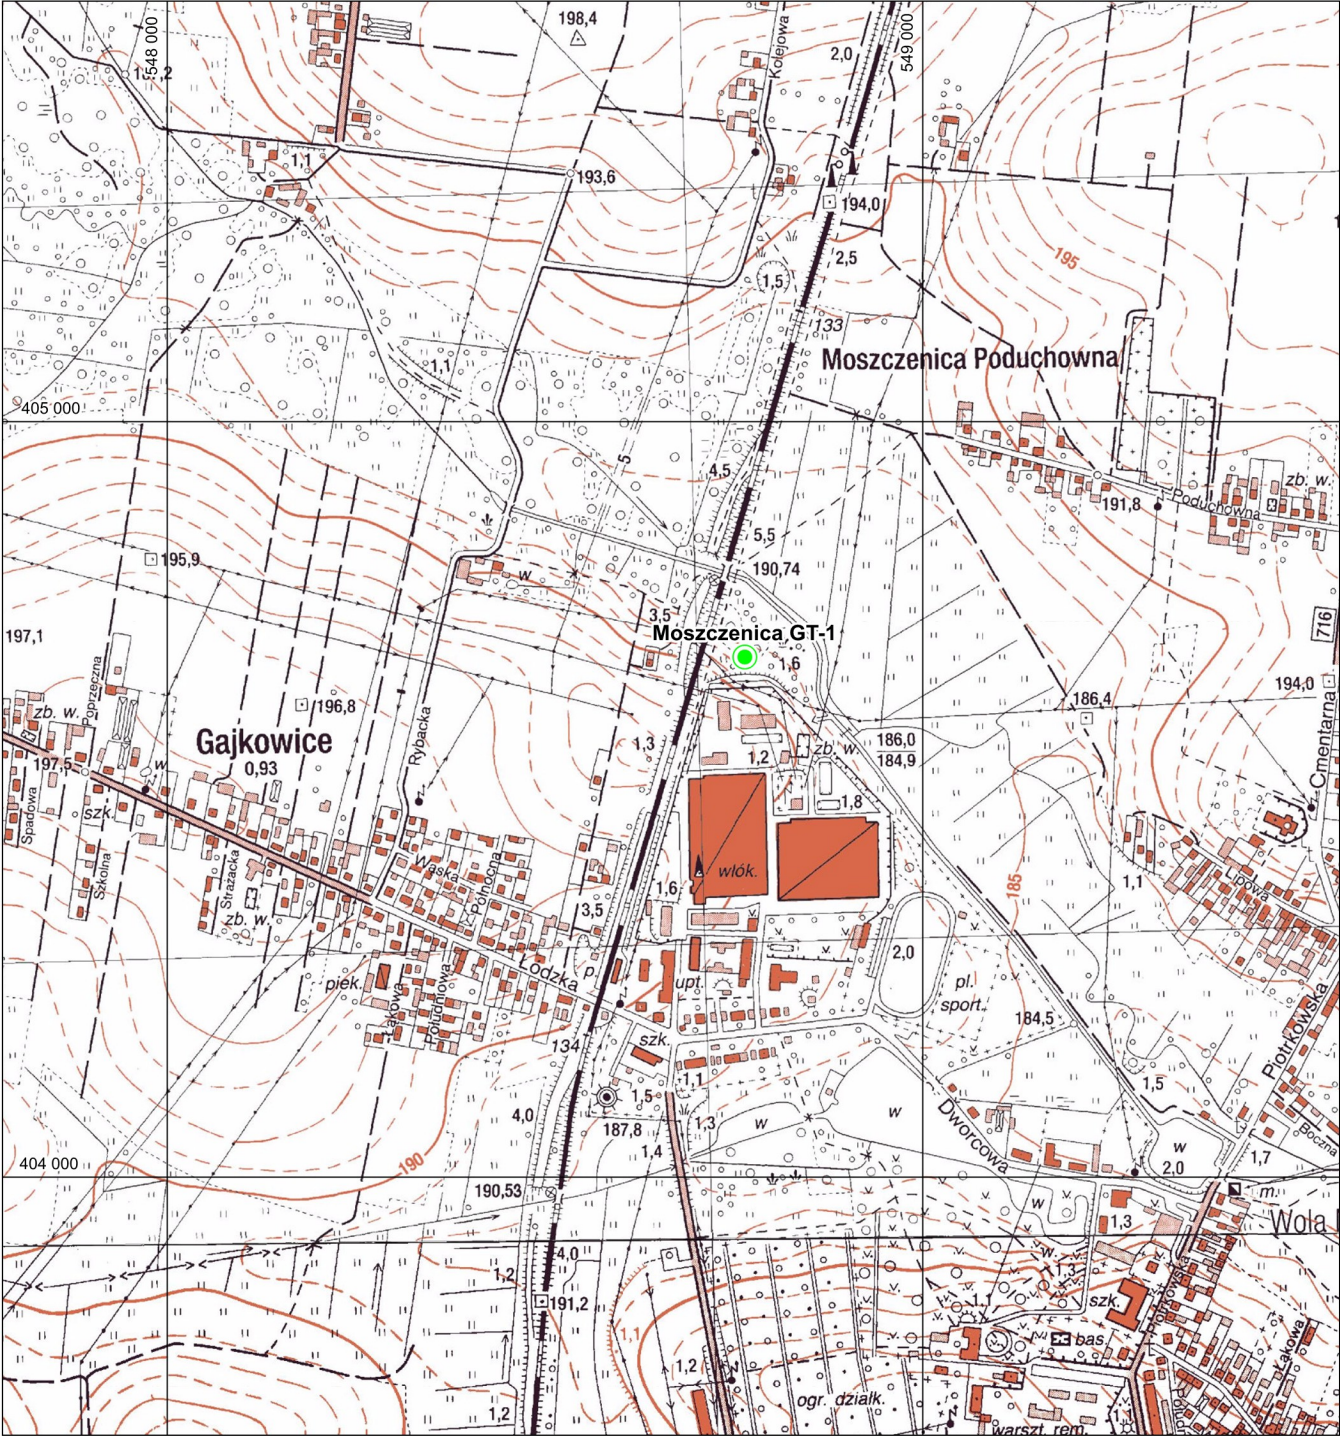 198,4
548 000
2,0
549 000
Kolejowa
1,1
193,6
194,0
2,5
195
1,5
133
Moszczenica Poduchowna
1,1
405 000
5
4,5
zb. w.
191,8
Poduchowna
5,5
195,9
190,74
w
3,5
197,1
Moszczenica GT-1
716
1,6
Poprzeczna
194,0
186,4
zb. w.
196,8
Rybacka
Cmentarna
Gajkowice
1,3
186,0
184,9
zb. w.
197,5
w
0,93
1,2
1,8
Spadowa
szk.
Szkolna
Strażacka
Wąska
Północna
włók.
1,6
185
1,1
Lipowa
zb. w.
3,5
2,0
Łódzka
p.
piek.
Łąkowa
Południowa
upt.
pl.
sport.
184,5
Piotrkowska
134
szk.
1,1
1,5
1,5
4,0
187,8
1,3
w
w
Dworcowa
Boczna
1,4
w
2,0
1,7
404 000
190
190,53
m.
w
1,3
Wola
4,0
1,2
w
1,3
Piotrkowska
191,2
szk.
1,1
1,1
bas.
Łąkowa
1,2
1,2
ogr. działk.
warszt. rem.